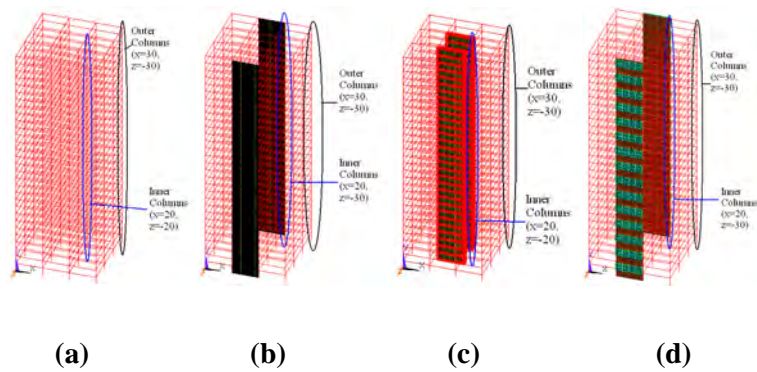 Outer
Columns
(x=30,
z=-30)
Inner
Columns
(x=20,
z=-20)
X
Outer
Columns
(x=30,
z=-30)
Inner
Columns
(x=20,
z=-30)
X
Outer
Columns
(x=30,
z=-30)
Inner
Columns
(x=20,
z=-20)
X
Outer
Columns
(x=30,
z=-30)
Inner
Columns
(x=20,
z=-30)
X
(a) (b) (c) (d)